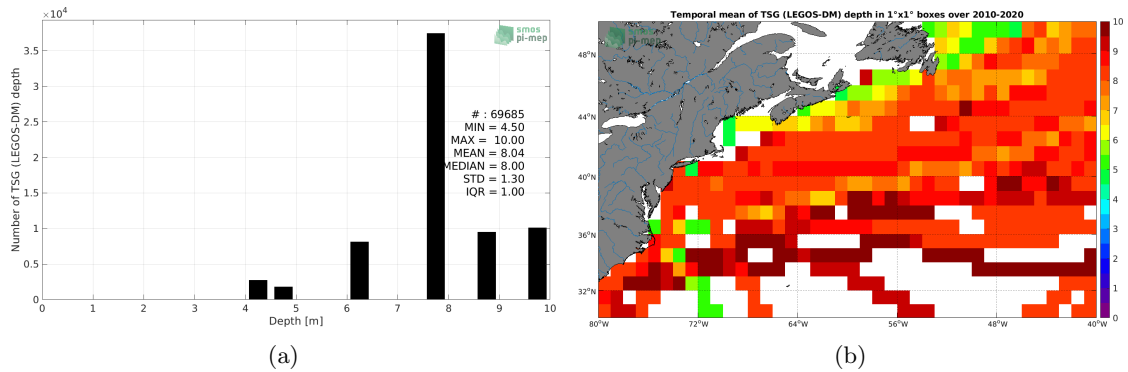 ×10⁴
smos
pi-mep
3.5
3
2.5
2
1.5
1
0.5
0
Number of TSG (LEGOS-DM) depth
# : 69685
MIN = 4.50
MAX = 10.00
MEAN = 8.04
MEDIAN = 8.00
STD = 1.30
IQR = 1.00
0 1 2 3 4 5 6 7 8 9 10
Depth [m]
(a)
Temporal mean of TSG (LEGOS-DM) depth in 1°x1° boxes over 2010-2020
smos
pi-mep
48°N
44°N
40°N
36°N
32°N
80°W 72°W 64°W 56°W 48°W 40°W
10
9
8
7
6
5
4
3
2
1
0
(b)